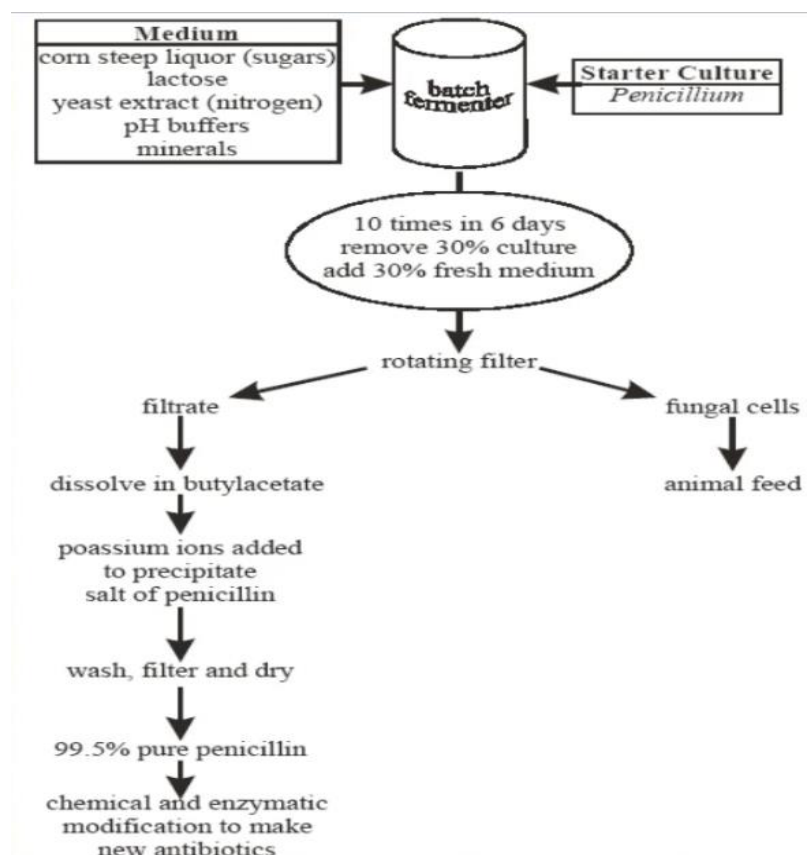 Medium
corn steep liquor (sugars)
lactose
yeast extract (nitrogen)
pH buffers
minerals
batch
fermenter
Starter Culture
Penicillium
10 times in 6 days
remove 30% culture
add 30% fresh medium
rotating filter
filtrate
fungal cells
dissolve in butylacetate
animal feed
poassium ions added
to precipitate
salt of penicillin
wash, filter and dry
99.5% pure penicillin
chemical and enzymatic
modification to make
new antibiotics